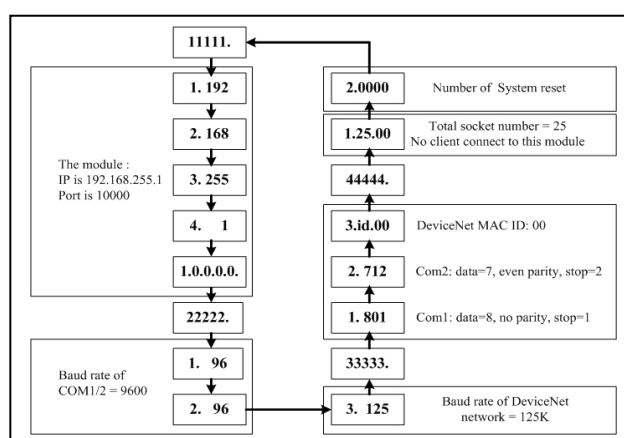 11111.
1. 192
2. 168
3. 255
4. 1
1.0.0.0.0.
The module :
IP is 192.168.255.1
Port is 10000
22222.
1. 96
2. 96
Baud rate of
COM1/2 = 9600
3. 125
Baud rate of DeviceNet
network = 125K
33333.
1. 801
Com1: data=8, no parity, stop=1
2. 712
Com2: data=7, even parity, stop=2
3.id.00
DeviceNet MAC ID: 00
44444.
1.25.00
Total socket number = 25
No client connect to this module
2.0000
Number of System reset